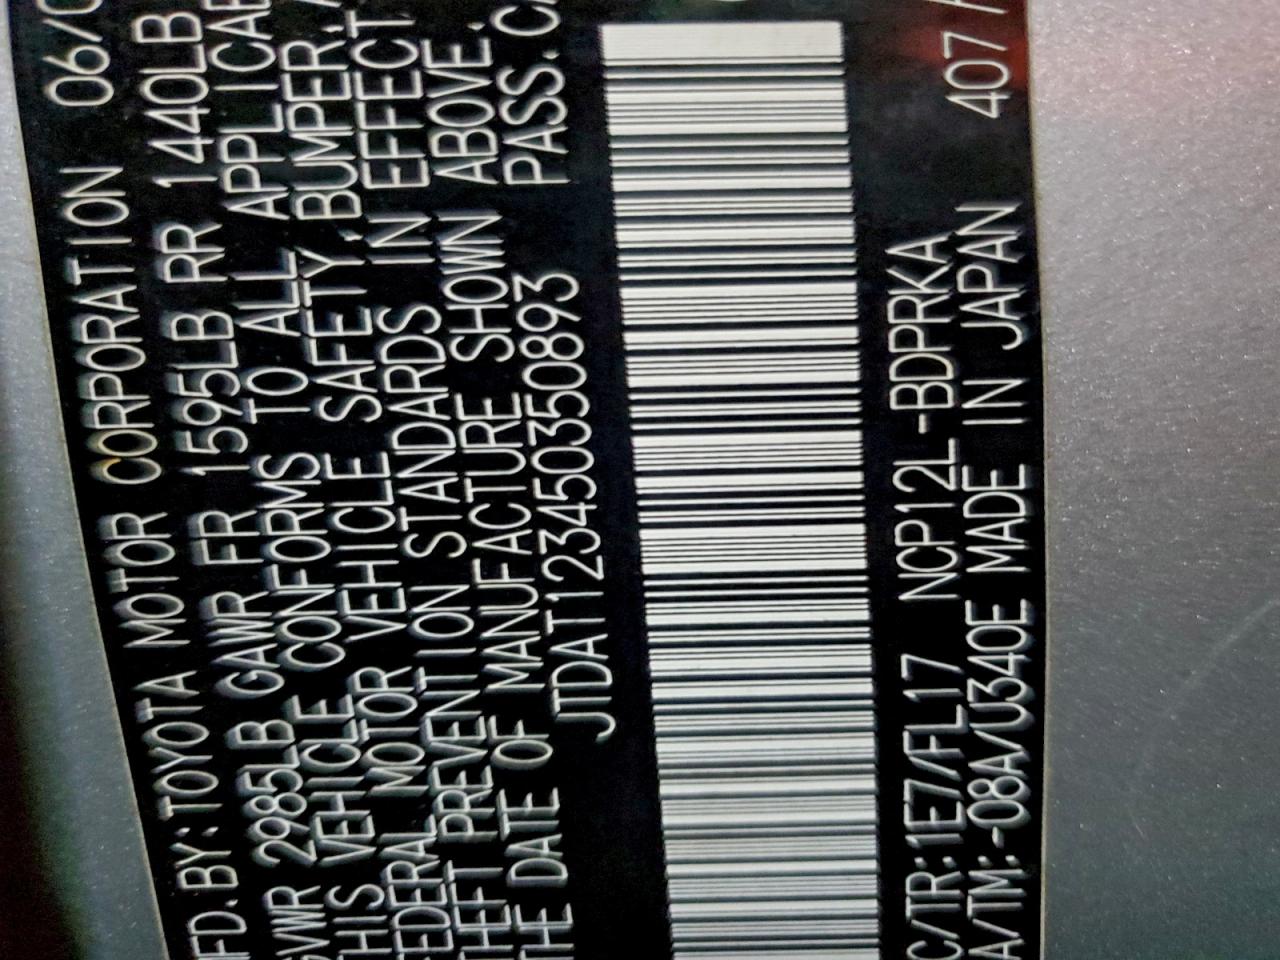 MFD.BY:TOYOTA MOTOR CORPORATION 06/0
GVWR 2985LB GAWR FR 1595LB RR 1440LB
THIS VEHICLE CONFORMS TO ALL APPLICAB
FEDERAL MOTOR VEHICLE SAFETY,BUMPER,
THEFT PREVENTION STANDARDS IN EFFECT
THE DATE OF MANUFACTURE SHOWN ABOVE.
JTDAT123450350893 PASS.CA
C/TR:1E7/FL17 NCP12L-BDPRKA
A/TM:-08A/U340E MADE IN JAPAN 407